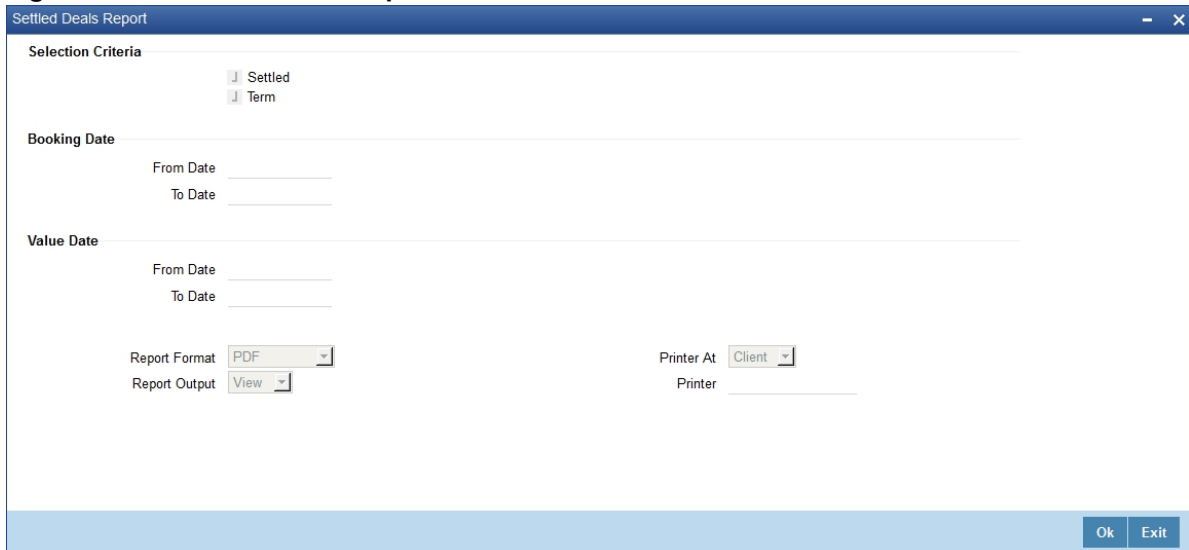 Settled Deals Report
Selection Criteria
Settled
Term
Booking Date
From Date
To Date
Value Date
From Date
To Date
Report Format PDF Printer At Client
Report Output View Printer
Ok Exit